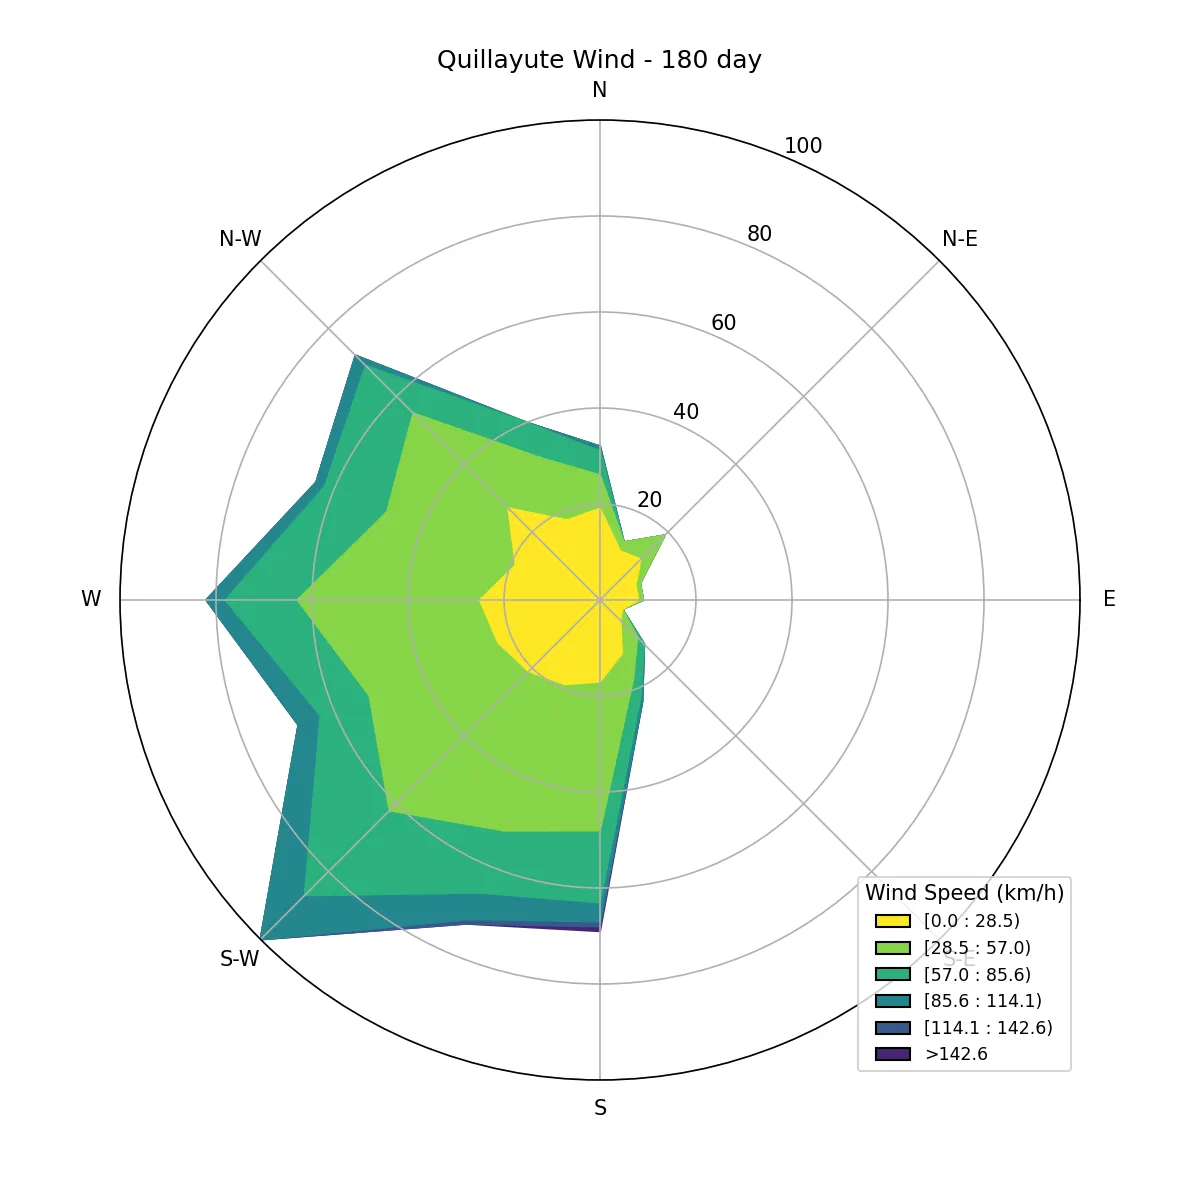 Quillayute Wind - 180 day
N
100
N-W
80
N-E
60
40
20
W
E
S-W
S-E
S
Wind Speed (km/h)
[0.0 : 28.5)
[28.5 : 57.0)
[57.0 : 85.6)
[85.6 : 114.1)
[114.1 : 142.6)
>142.6